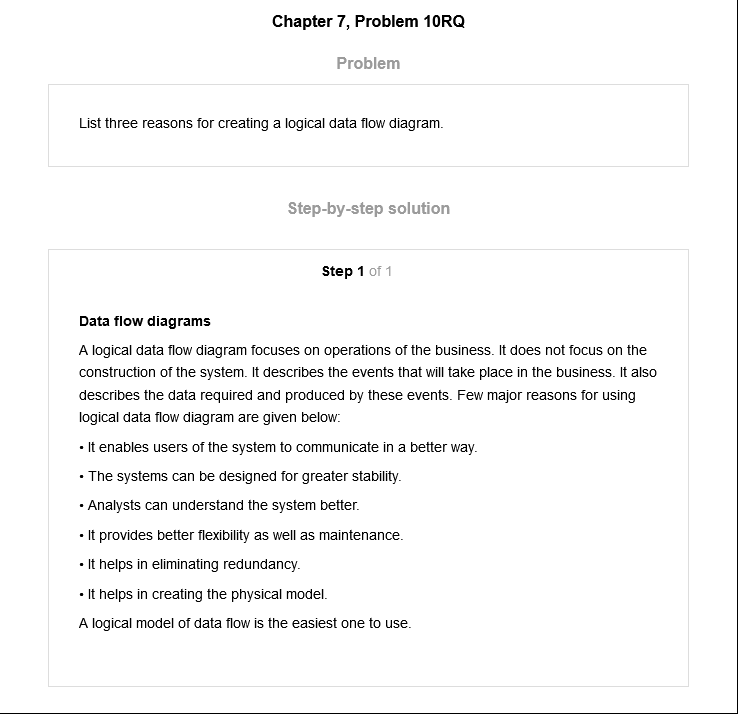 Chapter 7, Problem 10RQ
Problem
List three reasons for creating a logical data flow diagram.
Step-by-step solution
Step 1 of 1
Data flow diagrams
A logical data flow diagram focuses on operations of the business. It does not focus on the
construction of the system. It describes the events that will take place in the business. It also
describes the data required and produced by these events. Few major reasons for using
logical data flow diagram are given below:
• It enables users of the system to communicate in a better way.
• The systems can be designed for greater stability.
• Analysts can understand the system better.
• It provides better flexibility as well as maintenance.
• It helps in eliminating redundancy.
• It helps in creating the physical model.
A logical model of data flow is the easiest one to use.